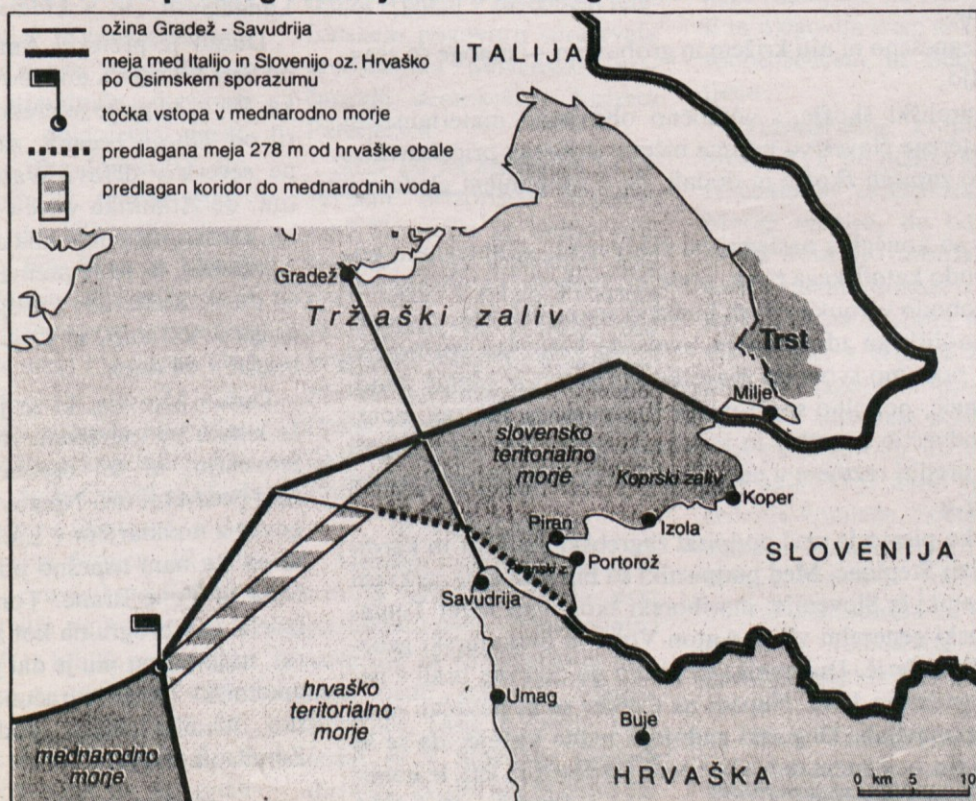 ožina Gradež - Savudrija
meja med Italijo in Slovenijo oz. Hrvaško
po Osimskem sporazumu
točka vstopa v mednarodno morje
predlagana meja 278 m od hrvaške obale
predlagan koridor do mednarodnih voda
ITALIJA
Gradež
Tržaški zaliv
Trst
Milje
slovensko
teritorialno
morje
Koprski zaliv
Koper
Izola
Piran
Portorož
SLOVENIJA
Savudrija
hrvaško
teritorialno
morje
Umag
Buje
mednarodno
morje
HRVAŠKA
0 km 5 10